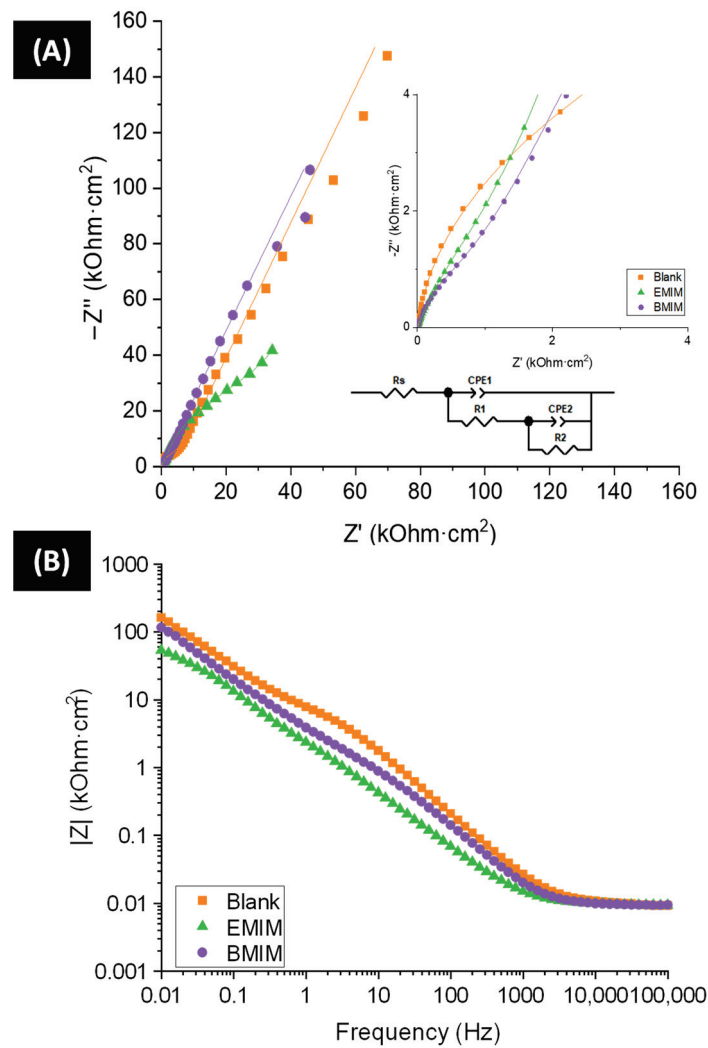 (A)
160
140
120
100
80
60
40
20
0
−Z'' (kOhm·cm²)
0 20 40 60 80 100 120 140 160
Z' (kOhm·cm²)
4
2
0
-Z'' (kOhm·cm²)
0 2 4
Z' (kOhm·cm²)
Blank
EMIM
BMIM
Rs
CPE1
R1
CPE2
R2
(B)
1000
100
10
1
0.1
0.01
0.001
|Z| (kOhm·cm²)
Blank
EMIM
BMIM
0.01 0.1 1 10 100 1000 10,000 100,000
Frequency (Hz)